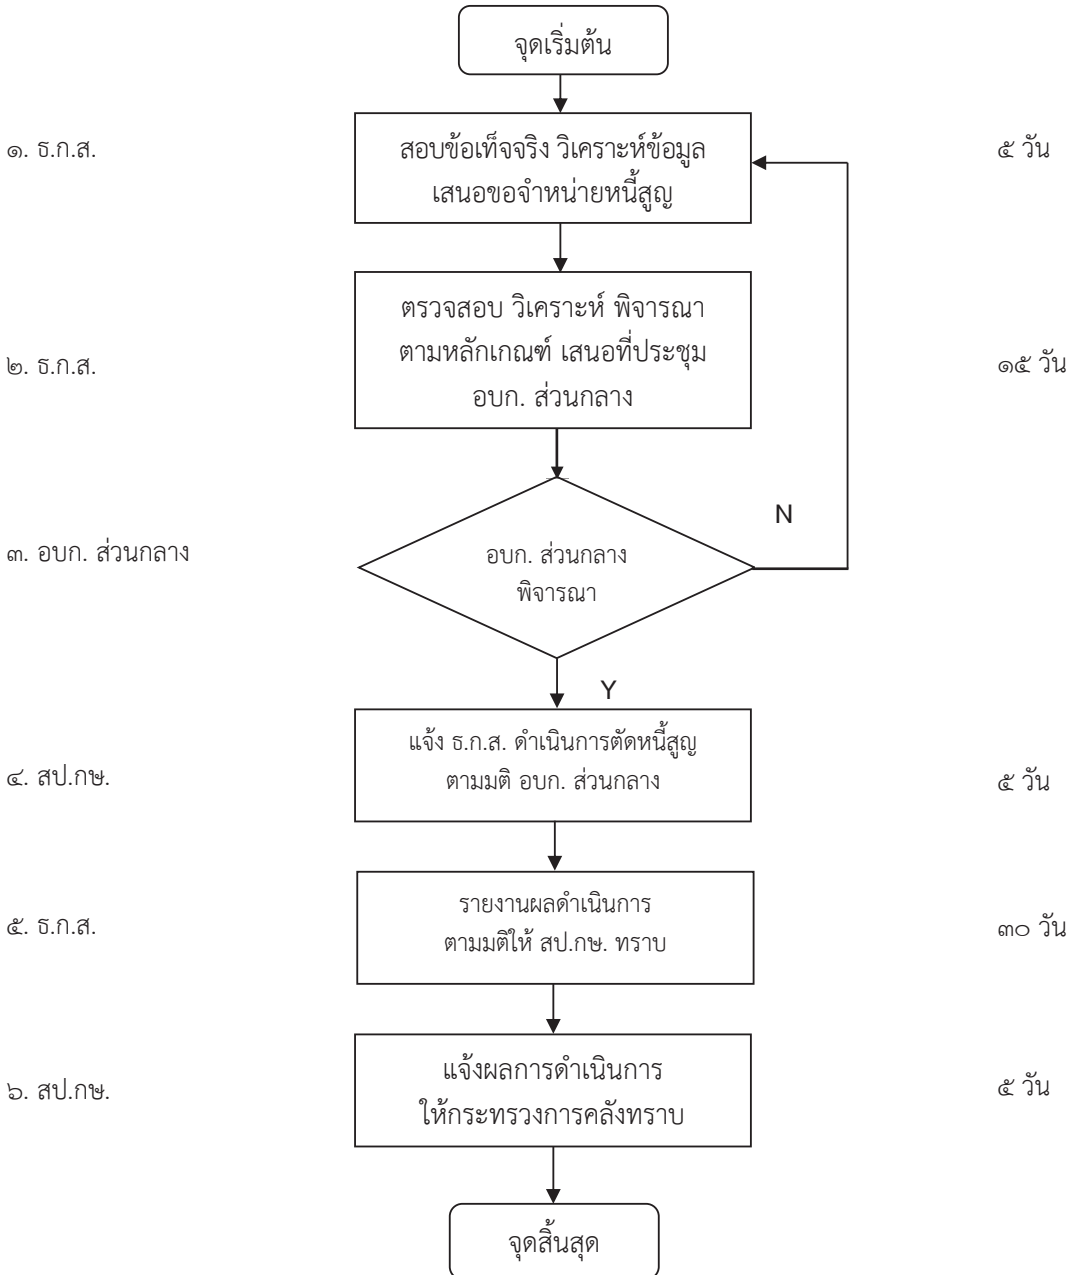 จุดเริ่มต้น
๑. ธ.ก.ส.
สอบข้อเท็จจริง วิเคราะห์ข้อมูล
เสนอขอจำหน่ายหนี้สูญ
๕ วัน
๒. ธ.ก.ส.
ตรวจสอบ วิเคราะห์ พิจารณา
ตามหลักเกณฑ์ เสนอที่ประชุม
อบก. ส่วนกลาง
๑๕ วัน
๓. อบก. ส่วนกลาง
อบก. ส่วนกลาง
พิจารณา
N
Y
๔. สป.กษ.
แจ้ง ธ.ก.ส. ดำเนินการตัดหนี้สูญ
ตามมติ อบก. ส่วนกลาง
๕ วัน
๕. ธ.ก.ส.
รายงานผลดำเนินการ
ตามมติให้ สป.กษ. ทราบ
๓๐ วัน
๖. สป.กษ.
แจ้งผลการดำเนินการ
ให้กระทรวงการคลังทราบ
๕ วัน
จุดสิ้นสุด